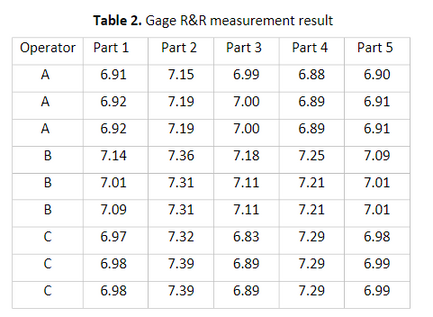 Table 2. Gage R&R measurement result
Operator Part 1 Part 2 Part 3 Part 4 Part 5
A 6.91 7.15 6.99 6.88 6.90
A 6.92 7.19 7.00 6.89 6.91
A 6.92 7.19 7.00 6.89 6.91
B 7.14 7.36 7.18 7.25 7.09
B 7.01 7.31 7.11 7.21 7.01
B 7.09 7.31 7.11 7.21 7.01
C 6.97 7.32 6.83 7.29 6.98
C 6.98 7.39 6.89 7.29 6.99
C 6.98 7.39 6.89 7.29 6.99